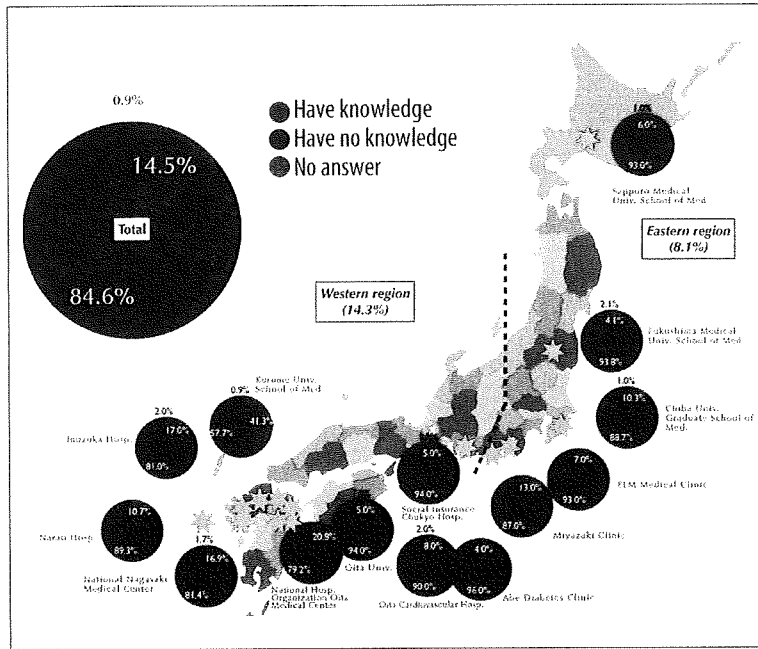 0.9%
14.5%
Total
84.6%
Have knowledge
Have no knowledge
No answer
1.0%
6.0%
93.0%
Sapporo Medical
Univ. School of Med
Eastern region
(8.1%)
Western region
(14.3%)
2.1%
4.1%
93.8%
Fukushima Medical
Univ. School of Med
1.0%
10.3%
88.7%
Chiba Univ.
Graduate School of
Med.
7.0%
93.0%
ELM Medical Clinic
13.0%
87.0%
Miyazaki Clinic
Kurume Univ.
School of Med
0.9%
41.3%
57.7%
2.0%
17.0%
81.0%
Iinzuka Hosp.
5.0%
94.0%
Social Insurance
Chukyo Hosp.
10.7%
89.3%
Hosp.
1.7%
16.9%
81.4%
National Nagasaki
Medical Center
20.9%
79.2%
National Hosp.
Organization Oita
Medical Center
5.0%
94.0%
Oita Univ.
2.0%
8.0%
90.0%
Oita Cardiovascular Hosp.
4.0%
96.0%
Abe Diabetes Clinic